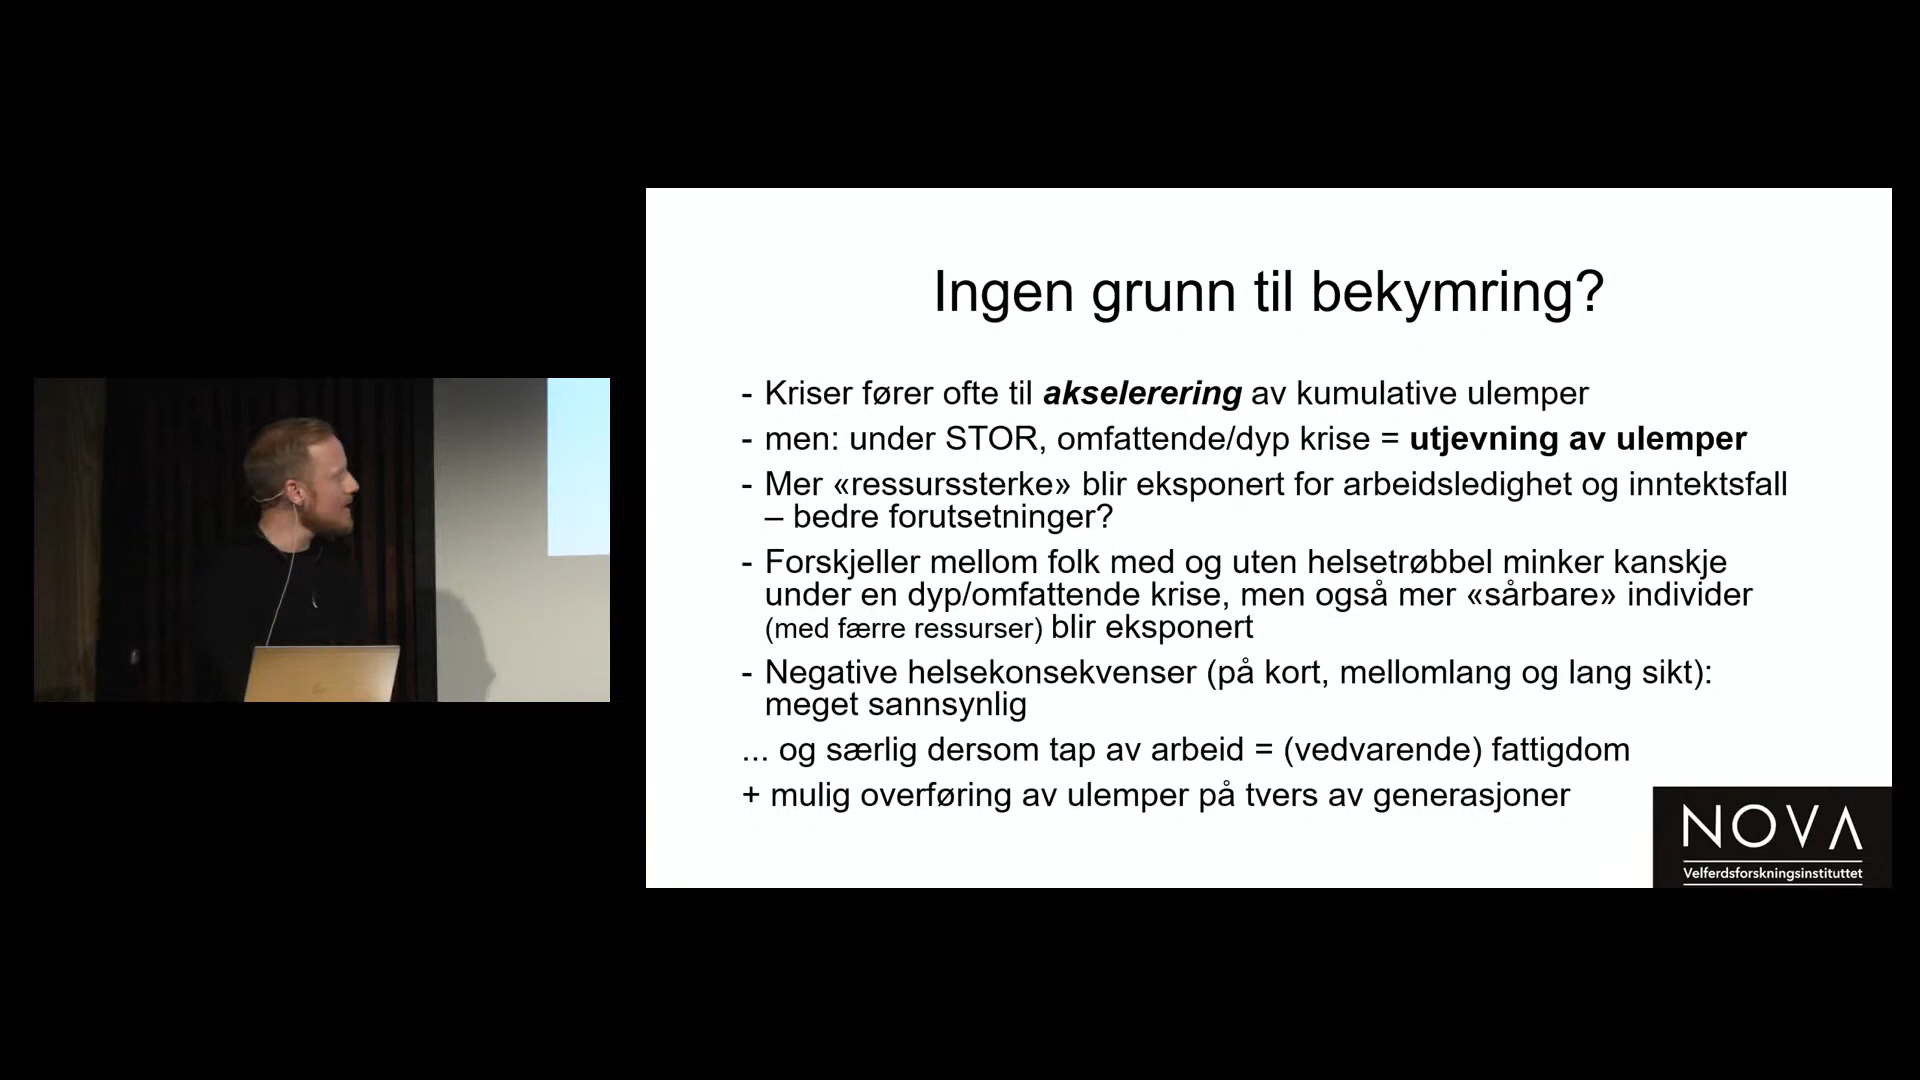 Ingen grunn til bekymring?
- Kriser fører ofte til akselerering av kumulative ulemper
- men: under STOR, omfattende/dyp krise = utjevning av ulemper
- Mer «ressurssterke» blir eksponert for arbeidsledighet og inntektsfall
– bedre forutsetninger?
- Forskjeller mellom folk med og uten helsetrøbbel minker kanskje
under en dyp/omfattende krise, men også mer «sårbare» individer
(med færre ressurser) blir eksponert
- Negative helsekonsekvenser (på kort, mellomlang og lang sikt):
meget sannsynlig
... og særlig dersom tap av arbeid = (vedvarende) fattigdom
+ mulig overføring av ulemper på tvers av generasjoner
NOVA
Velferdsforskningsinstituttet